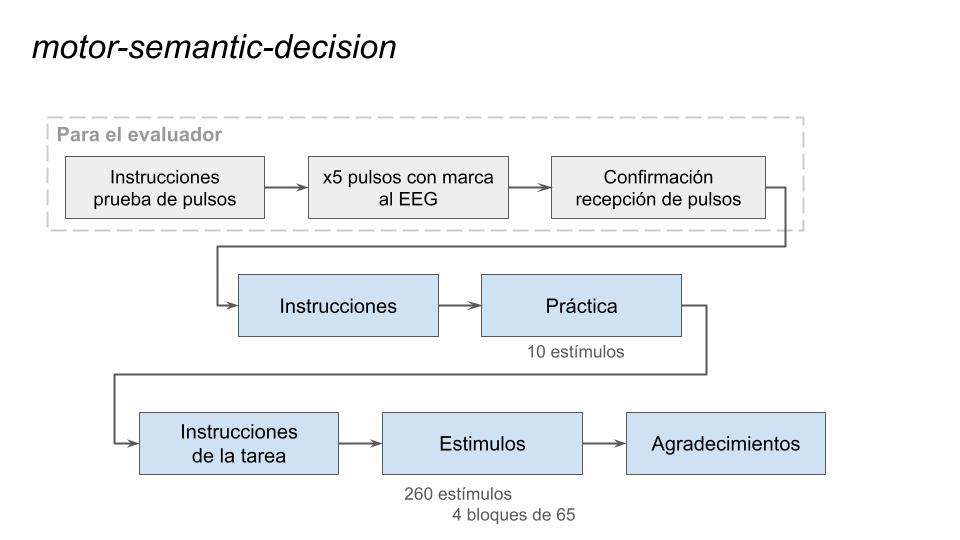 motor-semantic-decision
Para el evaluador
Instrucciones
prueba de pulsos
x5 pulsos con marca
al EEG
Confirmación
recepción de pulsos
Instrucciones
Práctica
10 estímulos
Instrucciones
de la tarea
Estimulos
Agradecimientos
260 estímulos
4 bloques de 65